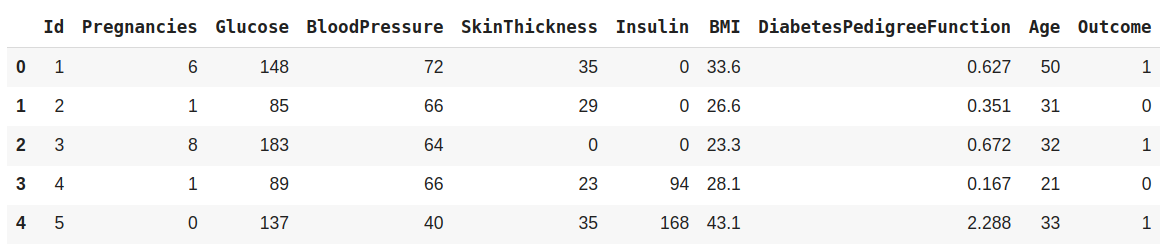 Id Pregnancies Glucose BloodPressure SkinThickness Insulin BMI DiabetesPedigreeFunction Age Outcome
0 1 6 148 72 35 0 33.6 0.627 50 1
1 2 1 85 66 29 0 26.6 0.351 31 0
2 3 8 183 64 0 0 23.3 0.672 32 1
3 4 1 89 66 23 94 28.1 0.167 21 0
4 5 0 137 40 35 168 43.1 2.288 33 1